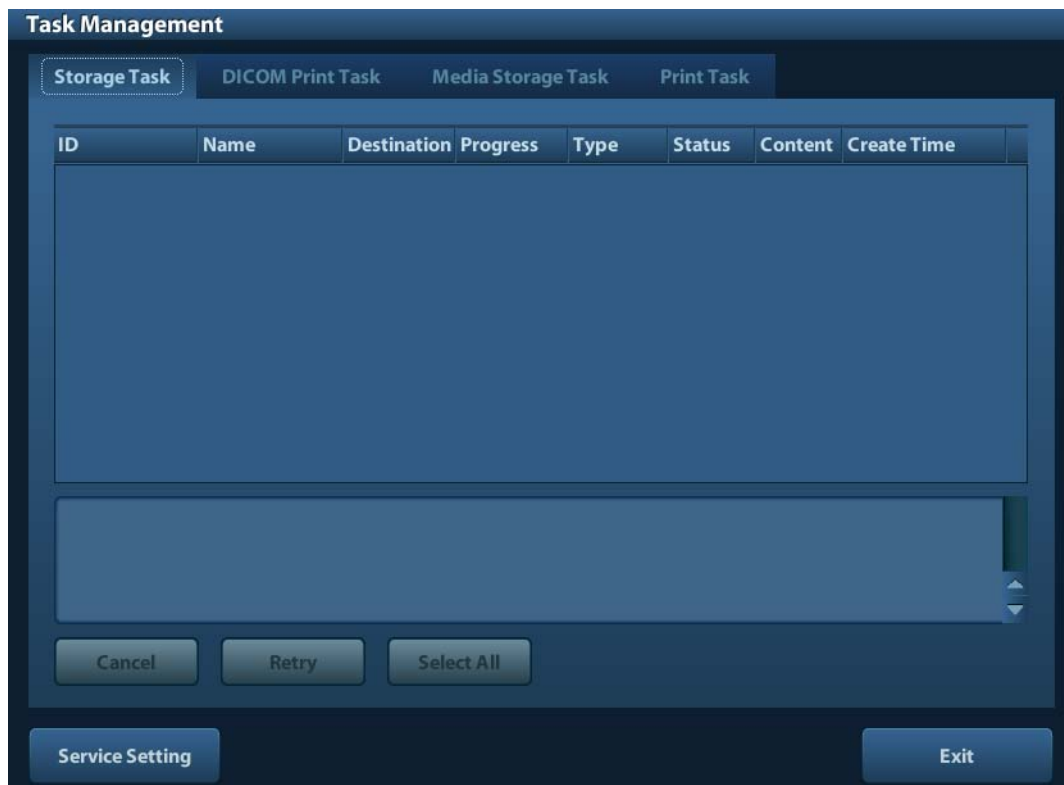 Task Management
Storage Task DICOM Print Task Media Storage Task Print Task
ID Name Destination Progress Type Status Content Create Time
Cancel Retry Select All
Service Setting Exit